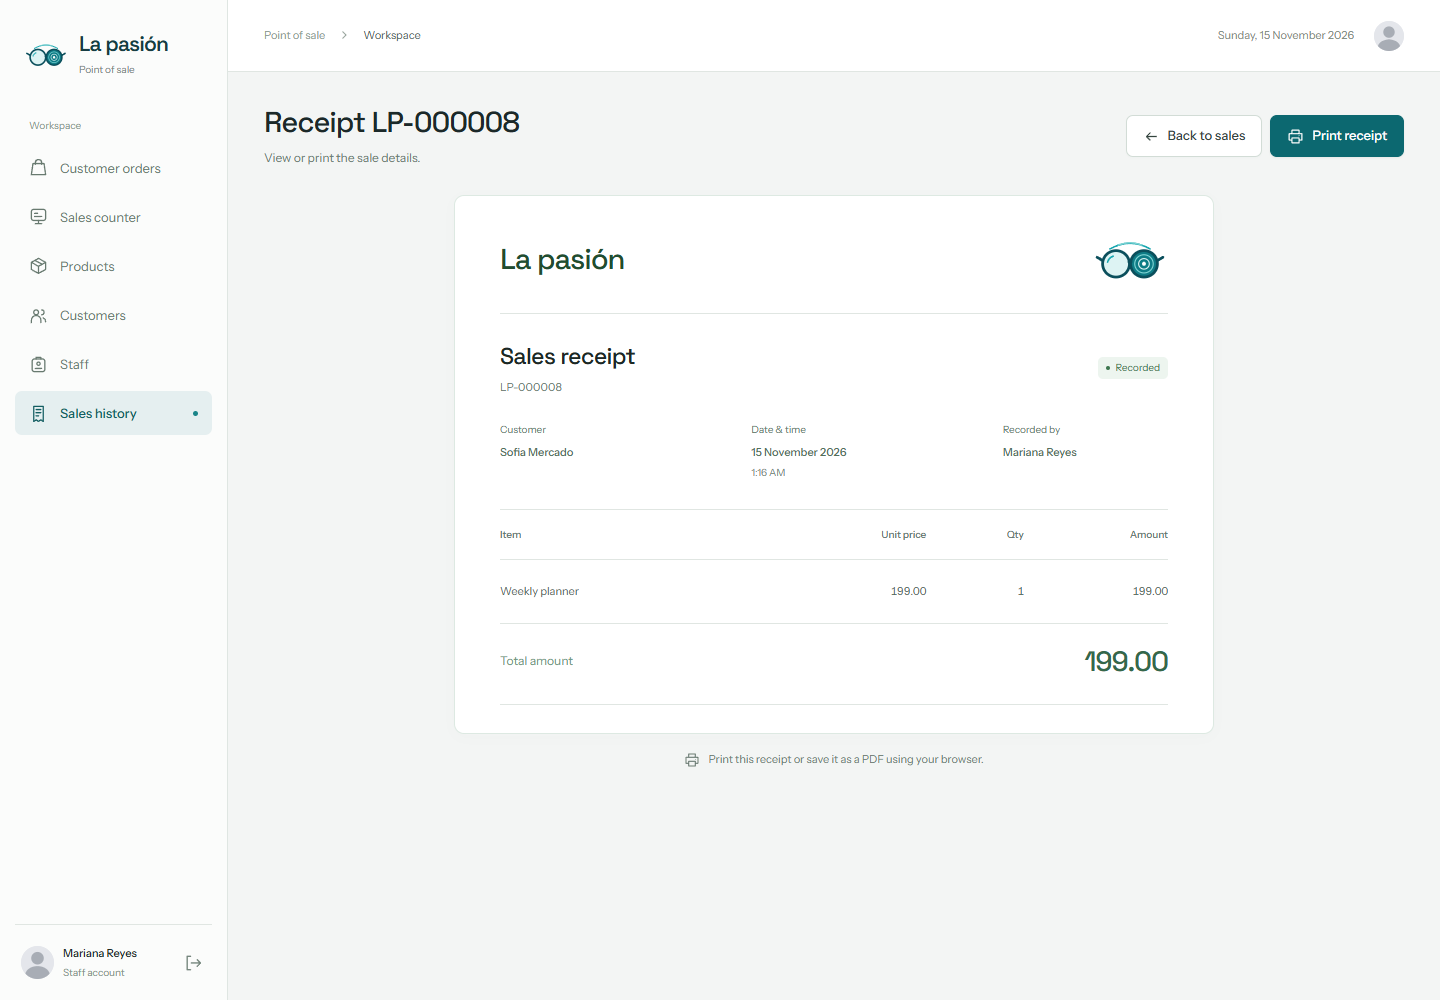 La pasión
Point of sale
Workspace
Customer orders
Sales counter
Products
Customers
Staff
Sales history
Mariana Reyes
Staff account
Point of sale > Workspace
Sunday, 15 November 2026
Receipt LP-000008
View or print the sale details.
Back to sales
Print receipt
La pasión
Sales receipt
LP-000008
Recorded
Customer Date & time Recorded by
Sofia Mercado 15 November 2026 Mariana Reyes
1:16 AM
Item Unit price Qty Amount
Weekly planner 199.00 1 199.00
Total amount 199.00
Print this receipt or save it as a PDF using your browser.